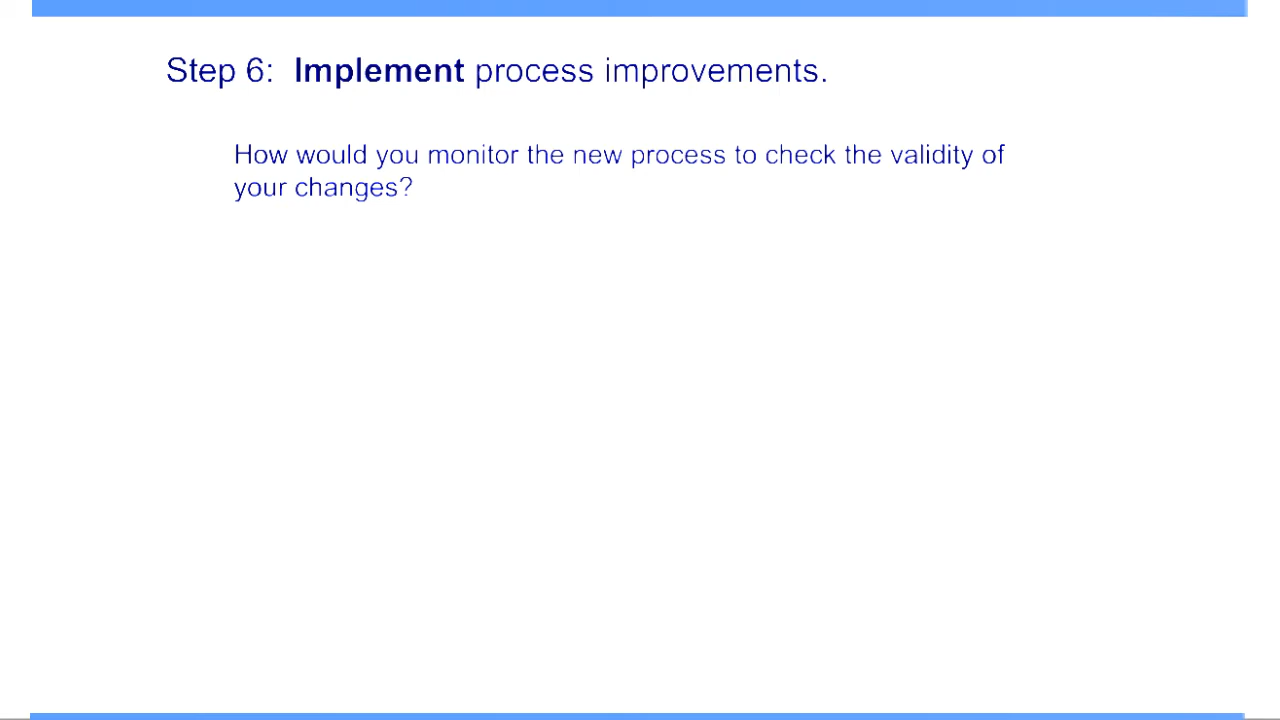 Step 6: Implement process improvements.
How would you monitor the new process to check the validity of
your changes?